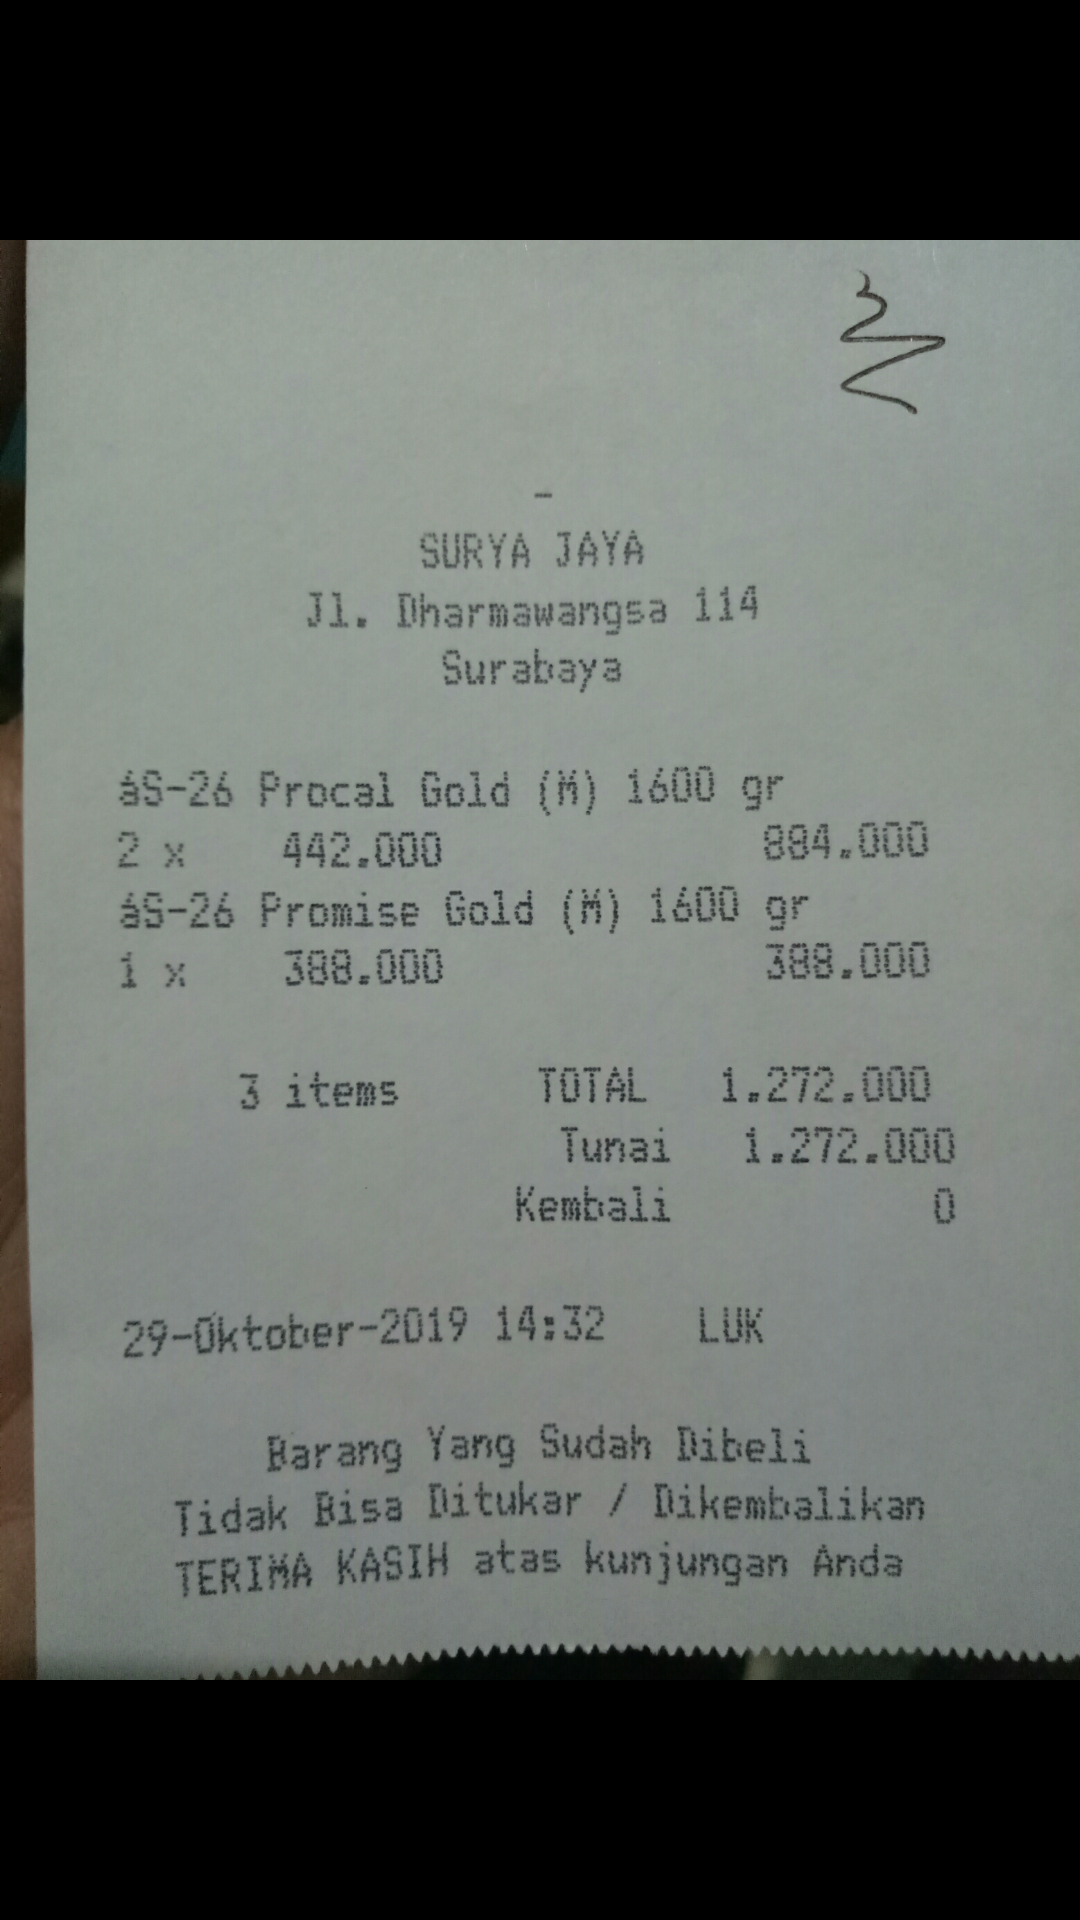 -
SURYA JAYA
Jl. Dharmawangsa 114
Surabaya
áS-26 Procal Gold (M) 1600 gr
2 x 442.000 884.000
áS-26 Promise Gold (M) 1600 gr
1 x 388.000 388.000
3 items TOTAL 1.272.000
Tunai 1.272.000
Kembali 0
29-Oktober-2019 14:32 LUK
Barang Yang Sudah Dibeli
Tidak Bisa Ditukar / Dikembalikan
TERIMA KASIH atas kunjungan Anda